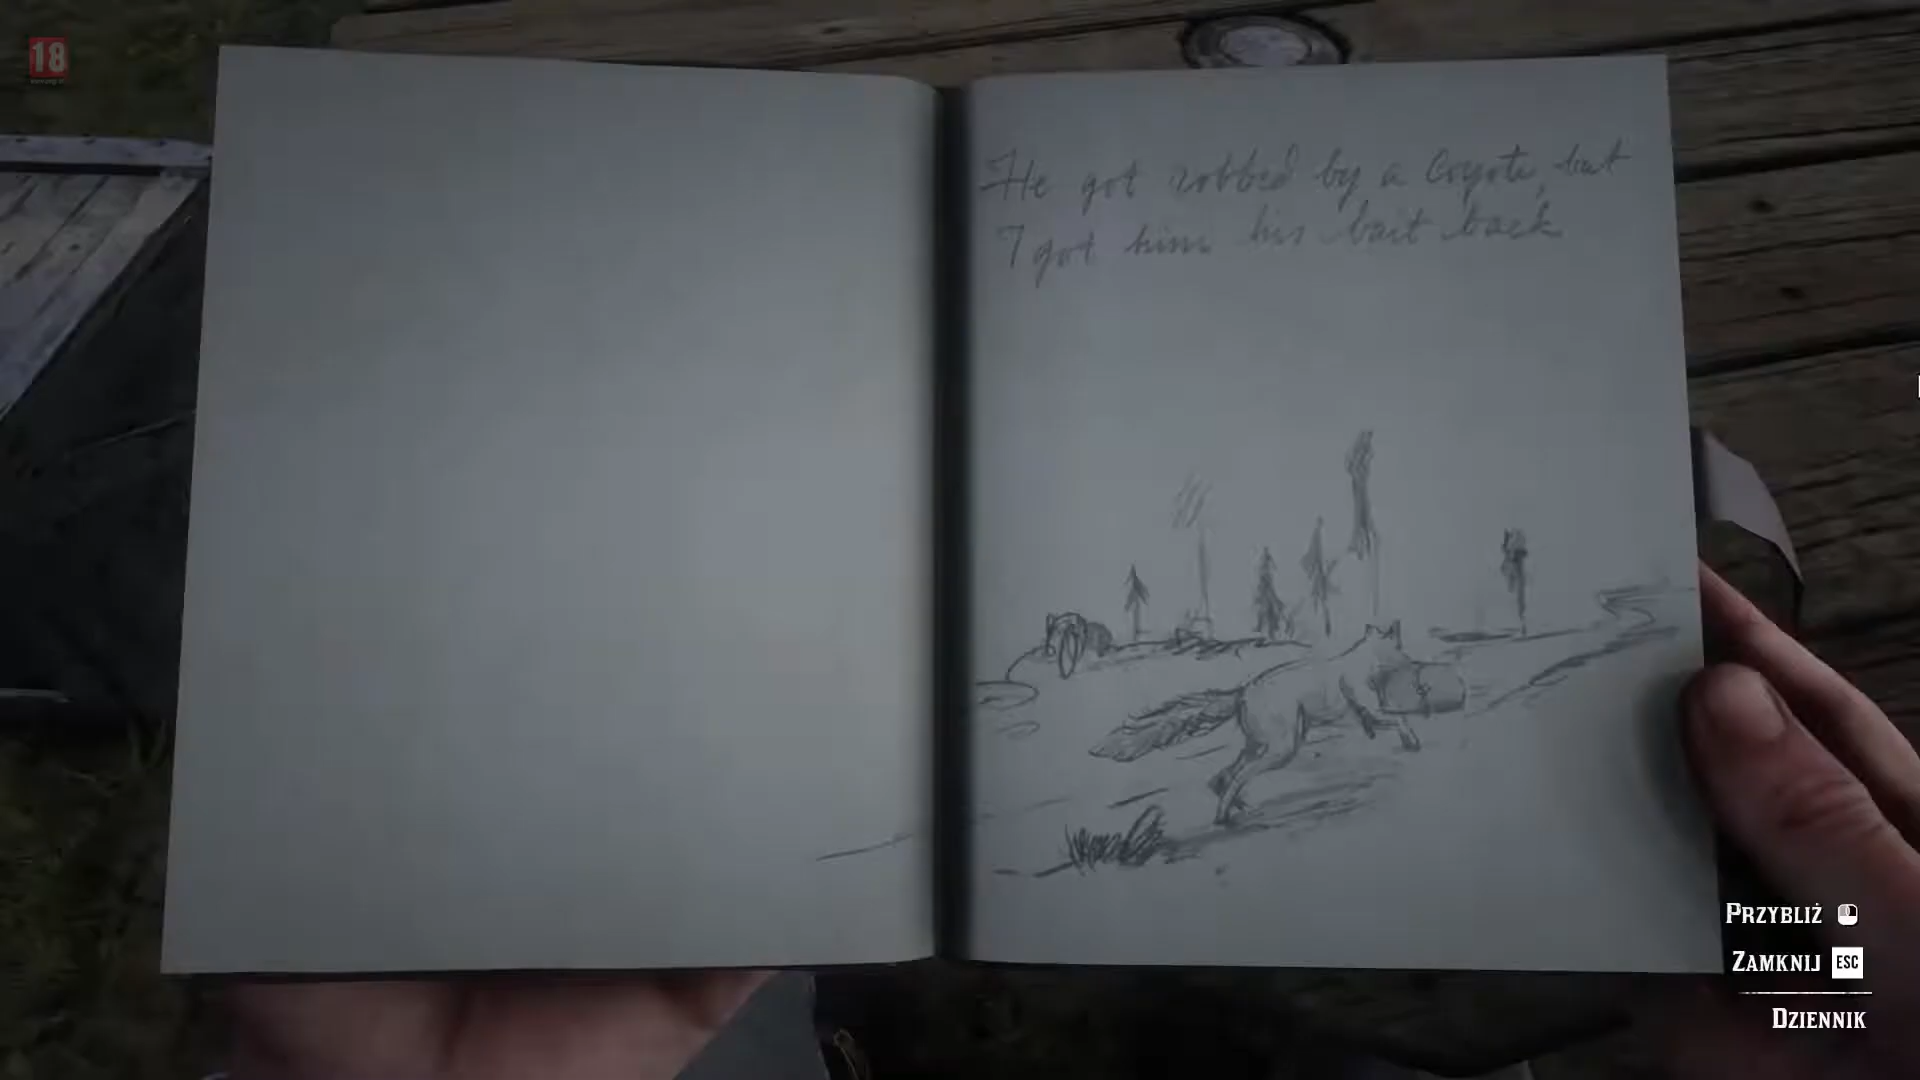 18
He got robbed by a Coyote, but
I got him his bait back
PRZYBLIŻ
ZAMKNIJ ESC
DZIENNIK